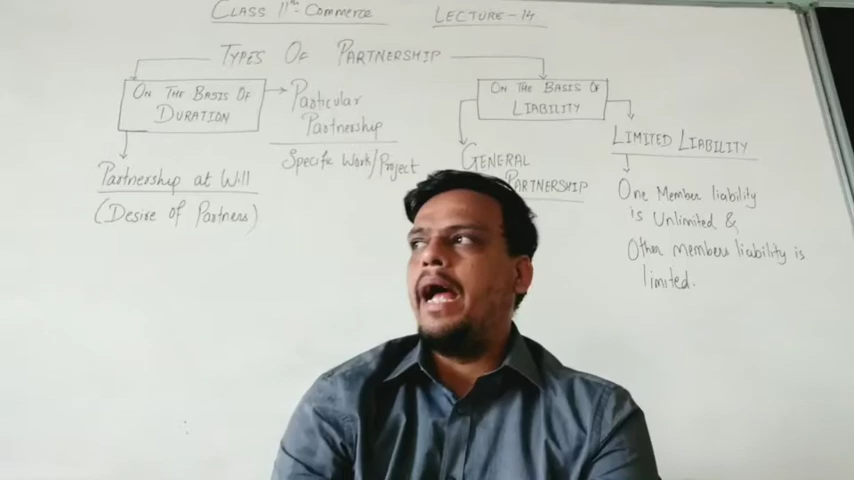 CLASS 11th - COMMERCE LECTURE - 14
TYPES OF PARTNERSHIP
ON THE BASIS OF
DURATION
Particular
Partnership
Specific Work/Project
Partnership at Will
(Desire of Partners)
ON THE BASIS OF
LIABILITY
GENERAL
PARTNERSHIP
LIMITED LIABILITY
One Member liability
is Unlimited &
Other members liability is
limited.